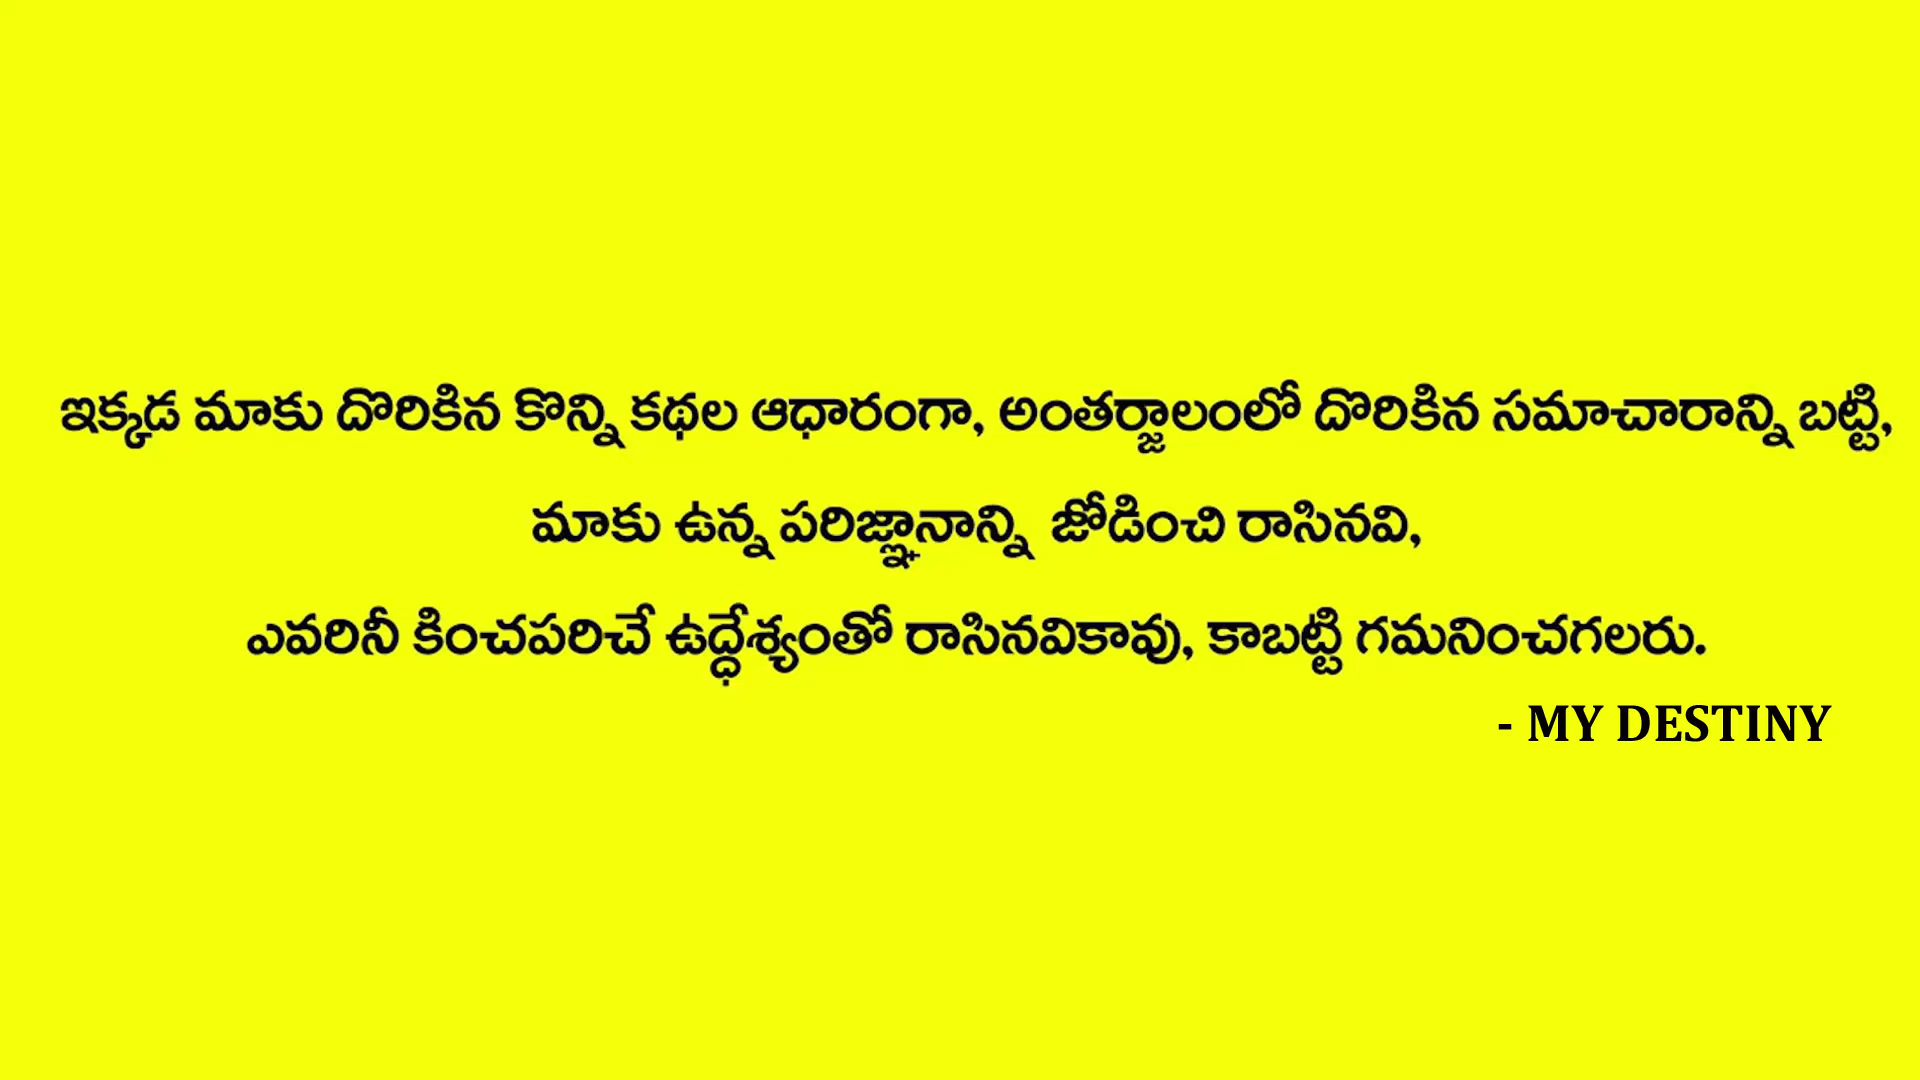 ఇక్కడ మాకు దొరికిన కొన్ని కథల ఆధారంగా, అంతర్జాలంలో దొరికిన సమాచారాన్ని బట్టి,
మాకు ఉన్న పరిజ్ఞానాన్ని జోడించి రాసినవి,
ఎవరినీ కించపరిచే ఉద్ధేశ్యంతో రాసినవికావు, కాబట్టి గమనించగలరు.
- MY DESTINY